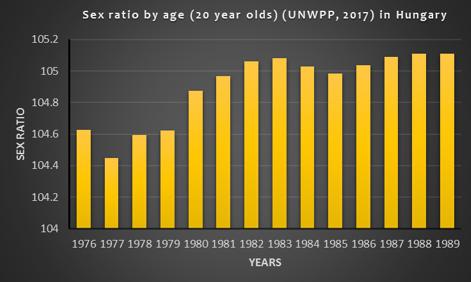 Sex ratio by age (20 year olds) (UNWPP, 2017) in Hungary
105.2
105
104.8
104.6
104.4
104.2
104
SEX RATIO
1976 1977 1978 1979 1980 1981 1982 1983 1984 1985 1986 1987 1988 1989
YEARS